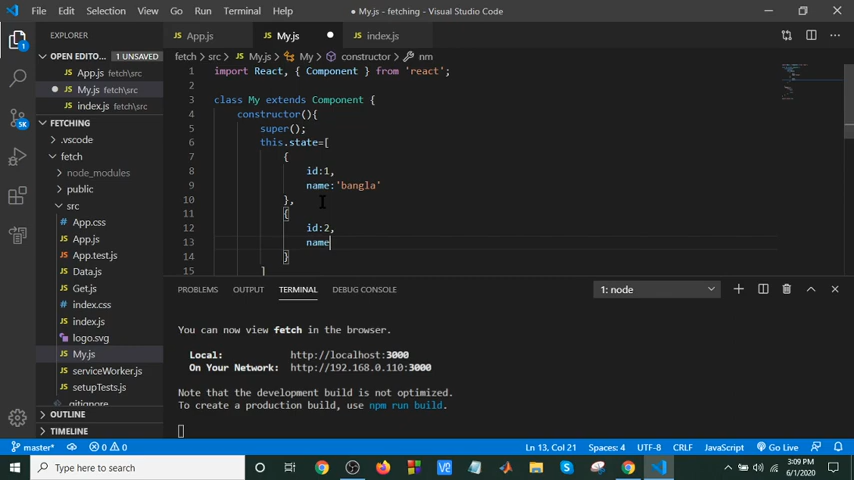 File Edit Selection View Go Run Terminal Help
● My.js - fetching - Visual Studio Code
EXPLORER
App.js
My.js
index.js
OPEN EDITO... 1 UNSAVED
App.js fetch\src
My.js fetch\src
index.js fetch\src
FETCHING
.vscode
fetch
node_modules
public
src
App.css
App.js
App.test.js
Data.js
Get.js
index.css
index.js
logo.svg
My.js
serviceWorker.js
setupTests.js
.gitignore
OUTLINE
TIMELINE
fetch > src > My.js > My > constructor > nm
1 import React, { Component } from 'react';
2
3 class My extends Component {
4 constructor(){
5 super();
6 this.state=[
7 {
8 id:1,
9 name:'bangla'
10 },
11 {
12 id:2,
13 name
14 }
15 ]
PROBLEMS OUTPUT TERMINAL DEBUG CONSOLE
1: node
You can now view fetch in the browser.
Local: http://localhost:3000
On Your Network: http://192.168.0.110:3000
Note that the development build is not optimized.
To create a production build, use npm run build.
master* 0 0 Ln 13, Col 21 Spaces: 4 UTF-8 CRLF JavaScript Go Live
Type here to search
3:09 PM
6/1/2020